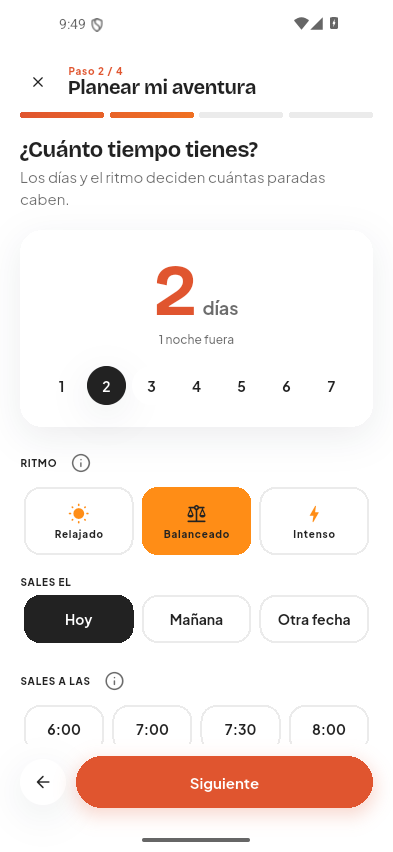 9:49
Paso 2 / 4
Planear mi aventura
¿Cuánto tiempo tienes?
Los días y el ritmo deciden cuántas paradas
caben.
2 días
1 noche fuera
1 2 3 4 5 6 7
RITMO
Relajado Balanceado Intenso
SALES EL
Hoy Mañana Otra fecha
SALES A LAS
6:00 7:00 7:30 8:00
Siguiente